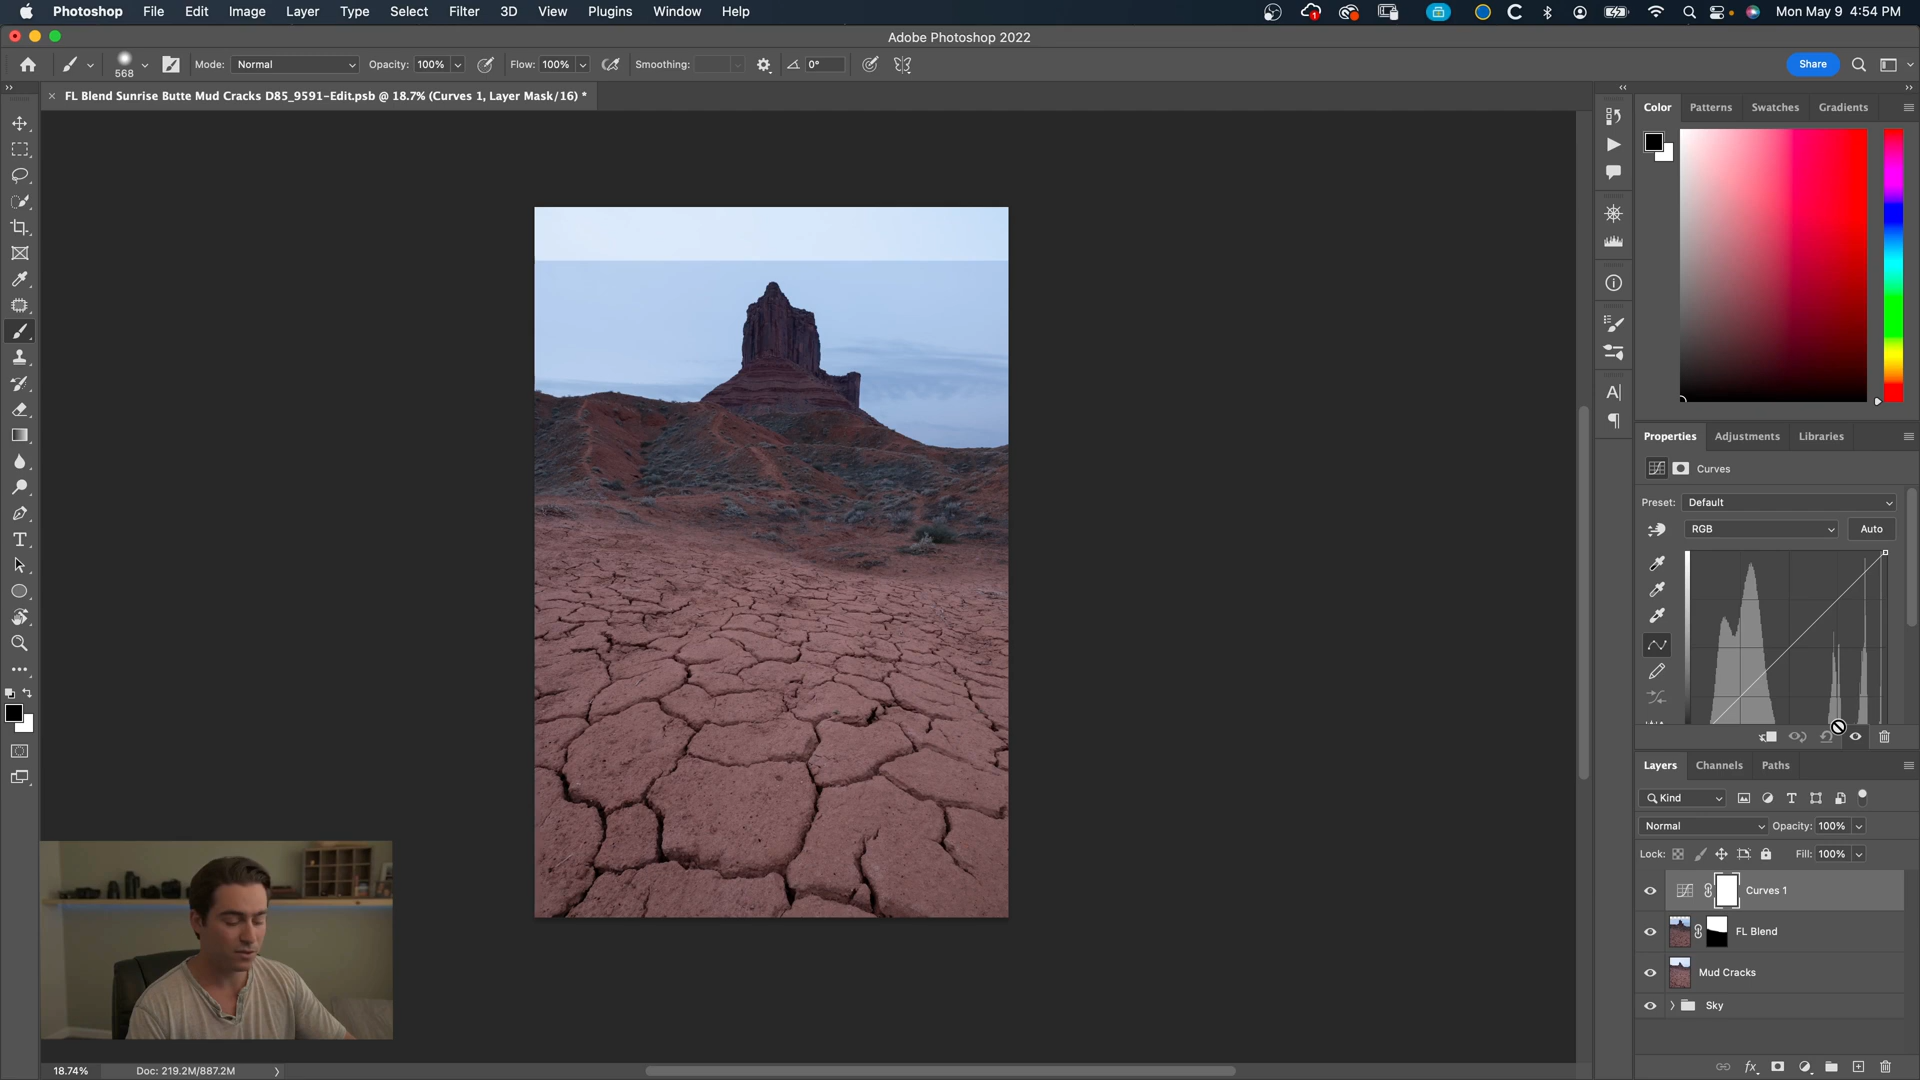 Photoshop File Edit Image Layer Type Select Filter 3D View Plugins Window Help Mon May 9 4:54 PM
Adobe Photoshop 2022
568 Mode: Normal Opacity: 100% Flow: 100% Smoothing: 0° Share
FL Blend Sunrise Butte Mud Cracks D85_9591-Edit.psb @ 18.7% (Curves 1, Layer Mask/16) *
Color Patterns Swatches Gradients
Properties Adjustments Libraries
Curves
Preset: Default
RGB Auto
Layers Channels Paths
Kind
Normal Opacity: 100%
Lock: Fill: 100%
Curves 1
FL Blend
Mud Cracks
Sky
18.74% Doc: 219.2M/887.2M